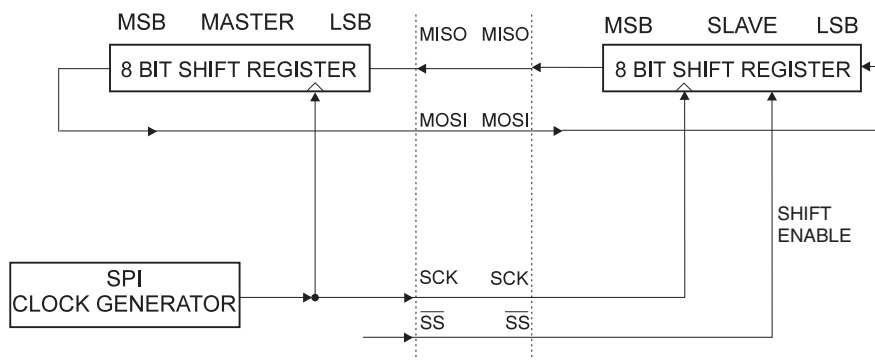 MSB MASTER LSB
MISO MISO
MSB SLAVE LSB
8 BIT SHIFT REGISTER
8 BIT SHIFT REGISTER
MOSI MOSI
SHIFT
ENABLE
SPI
CLOCK GENERATOR
SCK SCK
SS SS